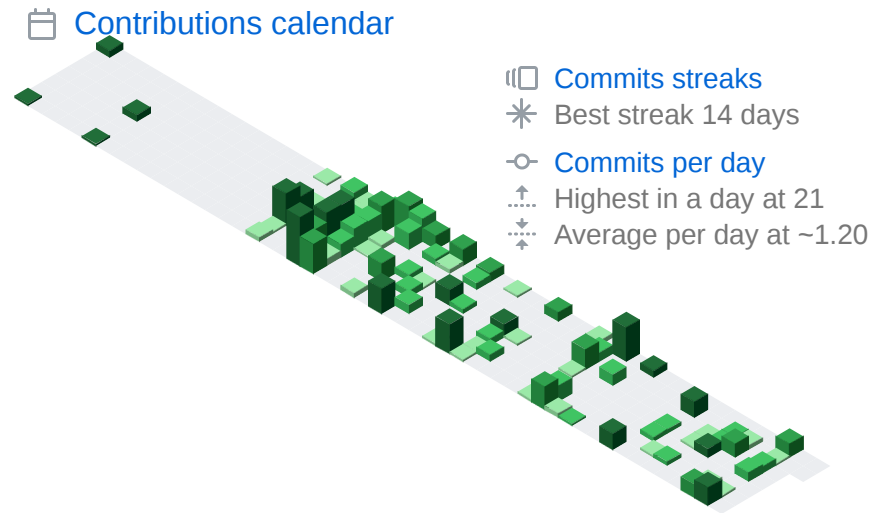 Contributions calendar
Commits streaks
Best streak 14 days
Commits per day
Highest in a day at 21
Average per day at ~1.20